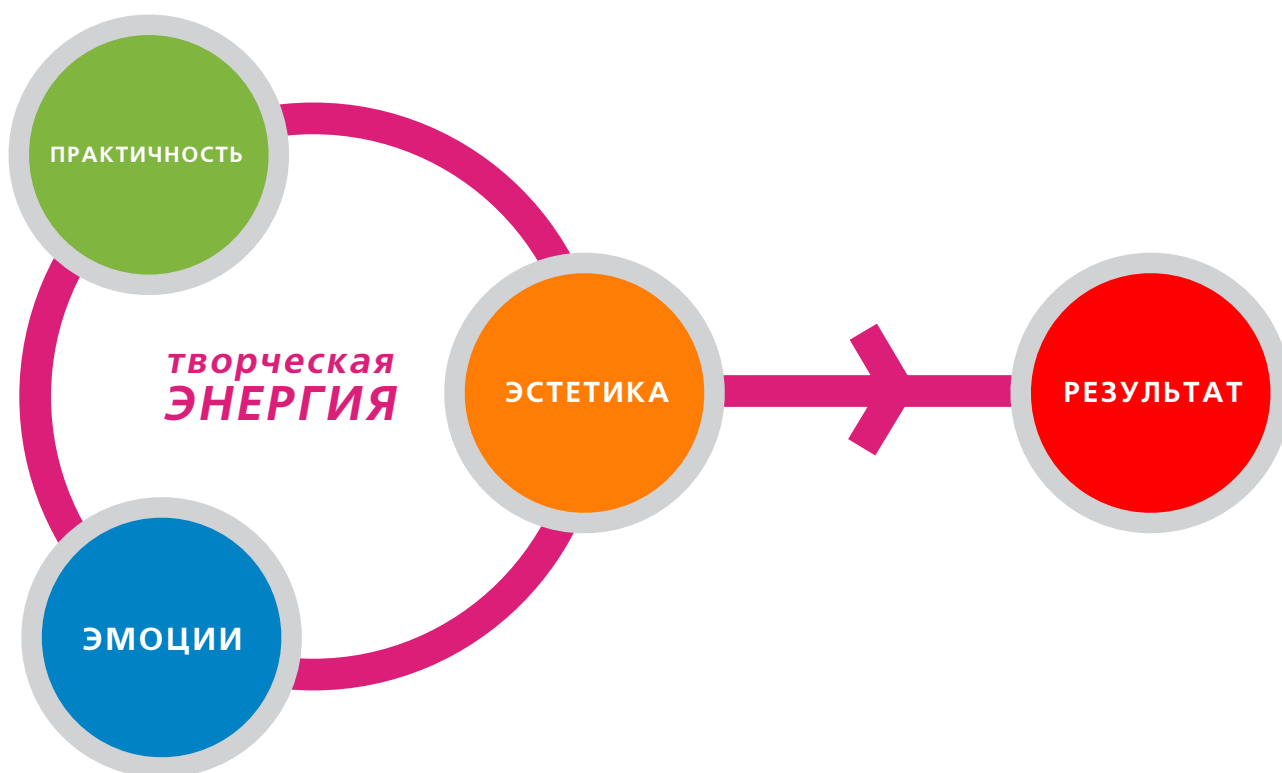 ПРАКТИЧНОСТЬ
творческая
ЭНЕРГИЯ
ЭСТЕТИКА
РЕЗУЛЬТАТ
ЭМОЦИИ